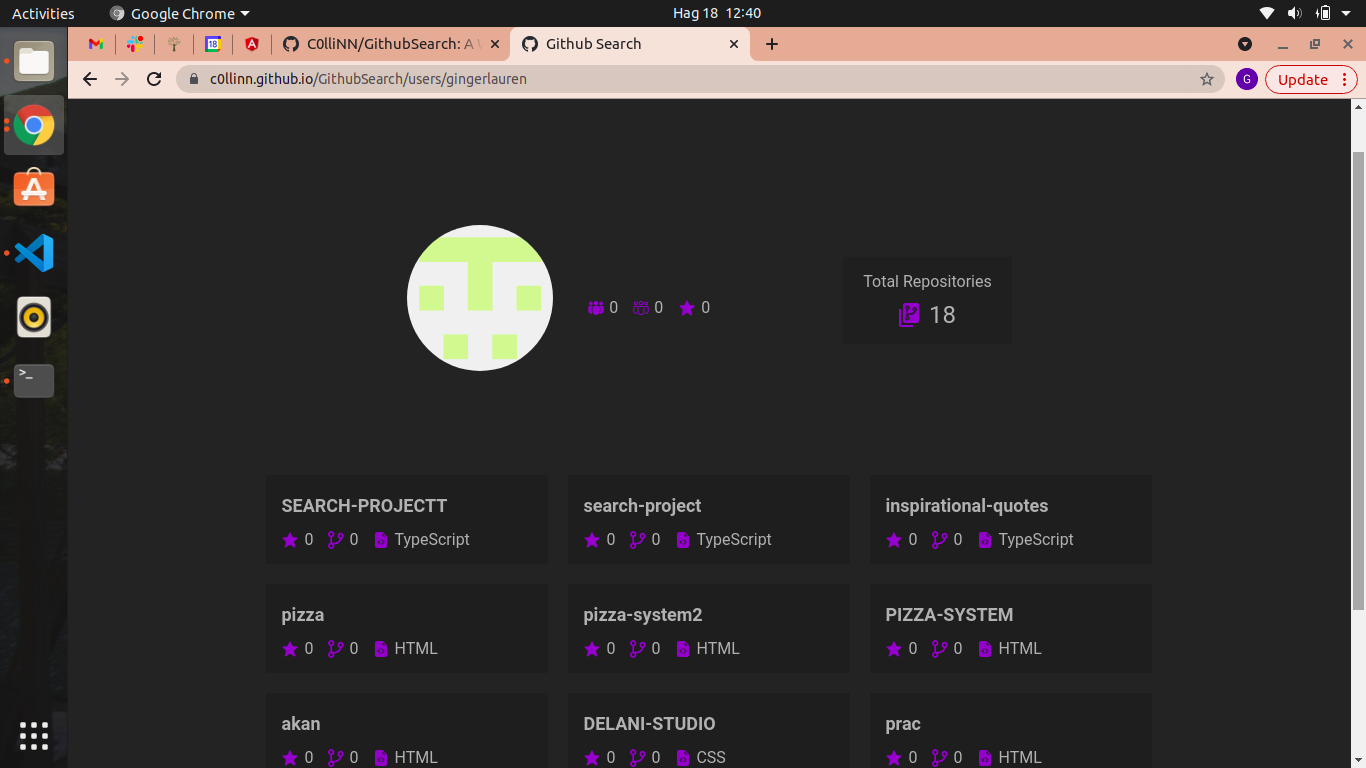 Activities Google Chrome Hag 18 12:40
18 C0lliNN/GithubSearch: A Github Search
c0llinn.github.io/GithubSearch/users/gingerlauren G Update
0 0 0
Total Repositories
18
SEARCH-PROJECTT search-project inspirational-quotes
0 0 TypeScript 0 0 TypeScript 0 0 TypeScript
pizza pizza-system2 PIZZA-SYSTEM
0 0 HTML 0 0 HTML 0 0 HTML
akan DELANI-STUDIO prac
0 0 HTML 0 0 CSS 0 0 HTML